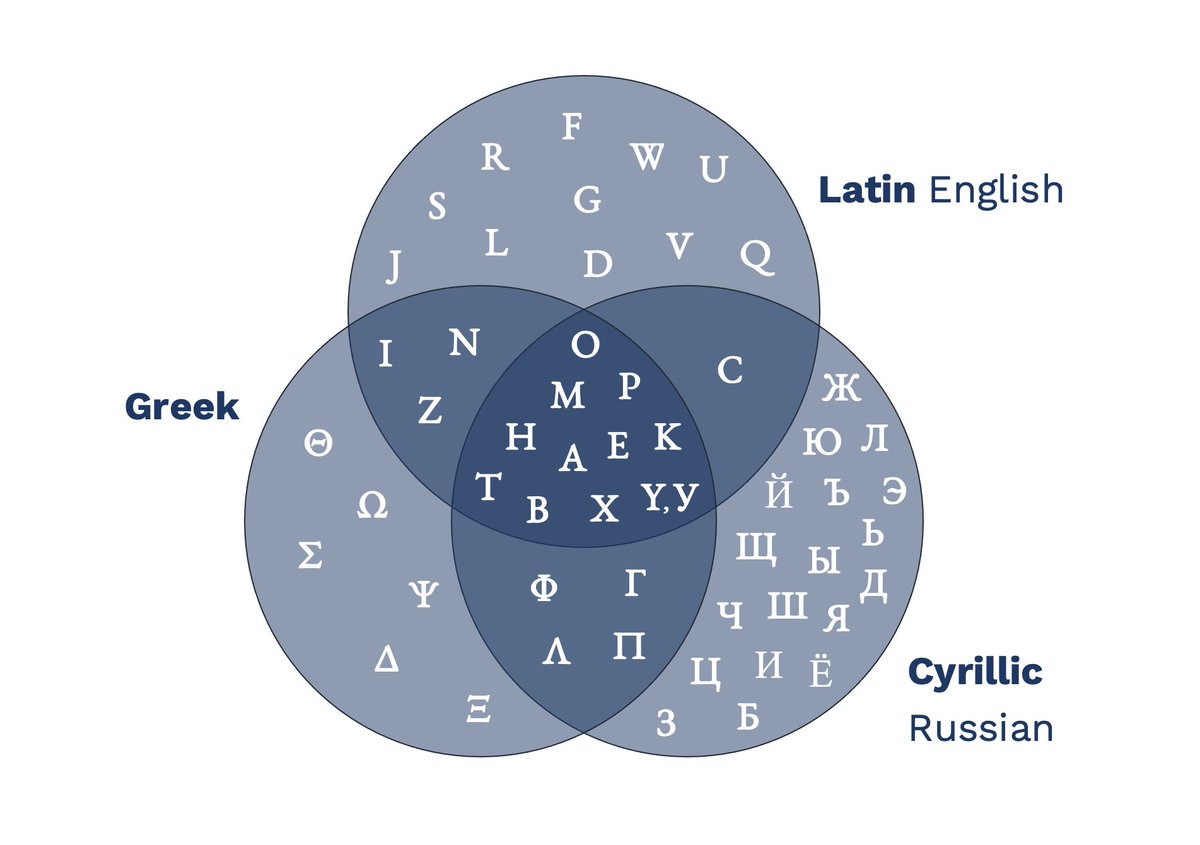 F
R W U
S G
L V
J D Q
Latin English
I N O
Z M P C
Greek
H A E K
T B X Y,У
Θ
Ω
Σ
Ψ
Δ
Ξ
Φ Γ
Λ П
Ж
Ю Л
Й Ъ Э
Щ Ы Ь
Ч Ш Я Д
Ц И Ё
З Б
Cyrillic
Russian